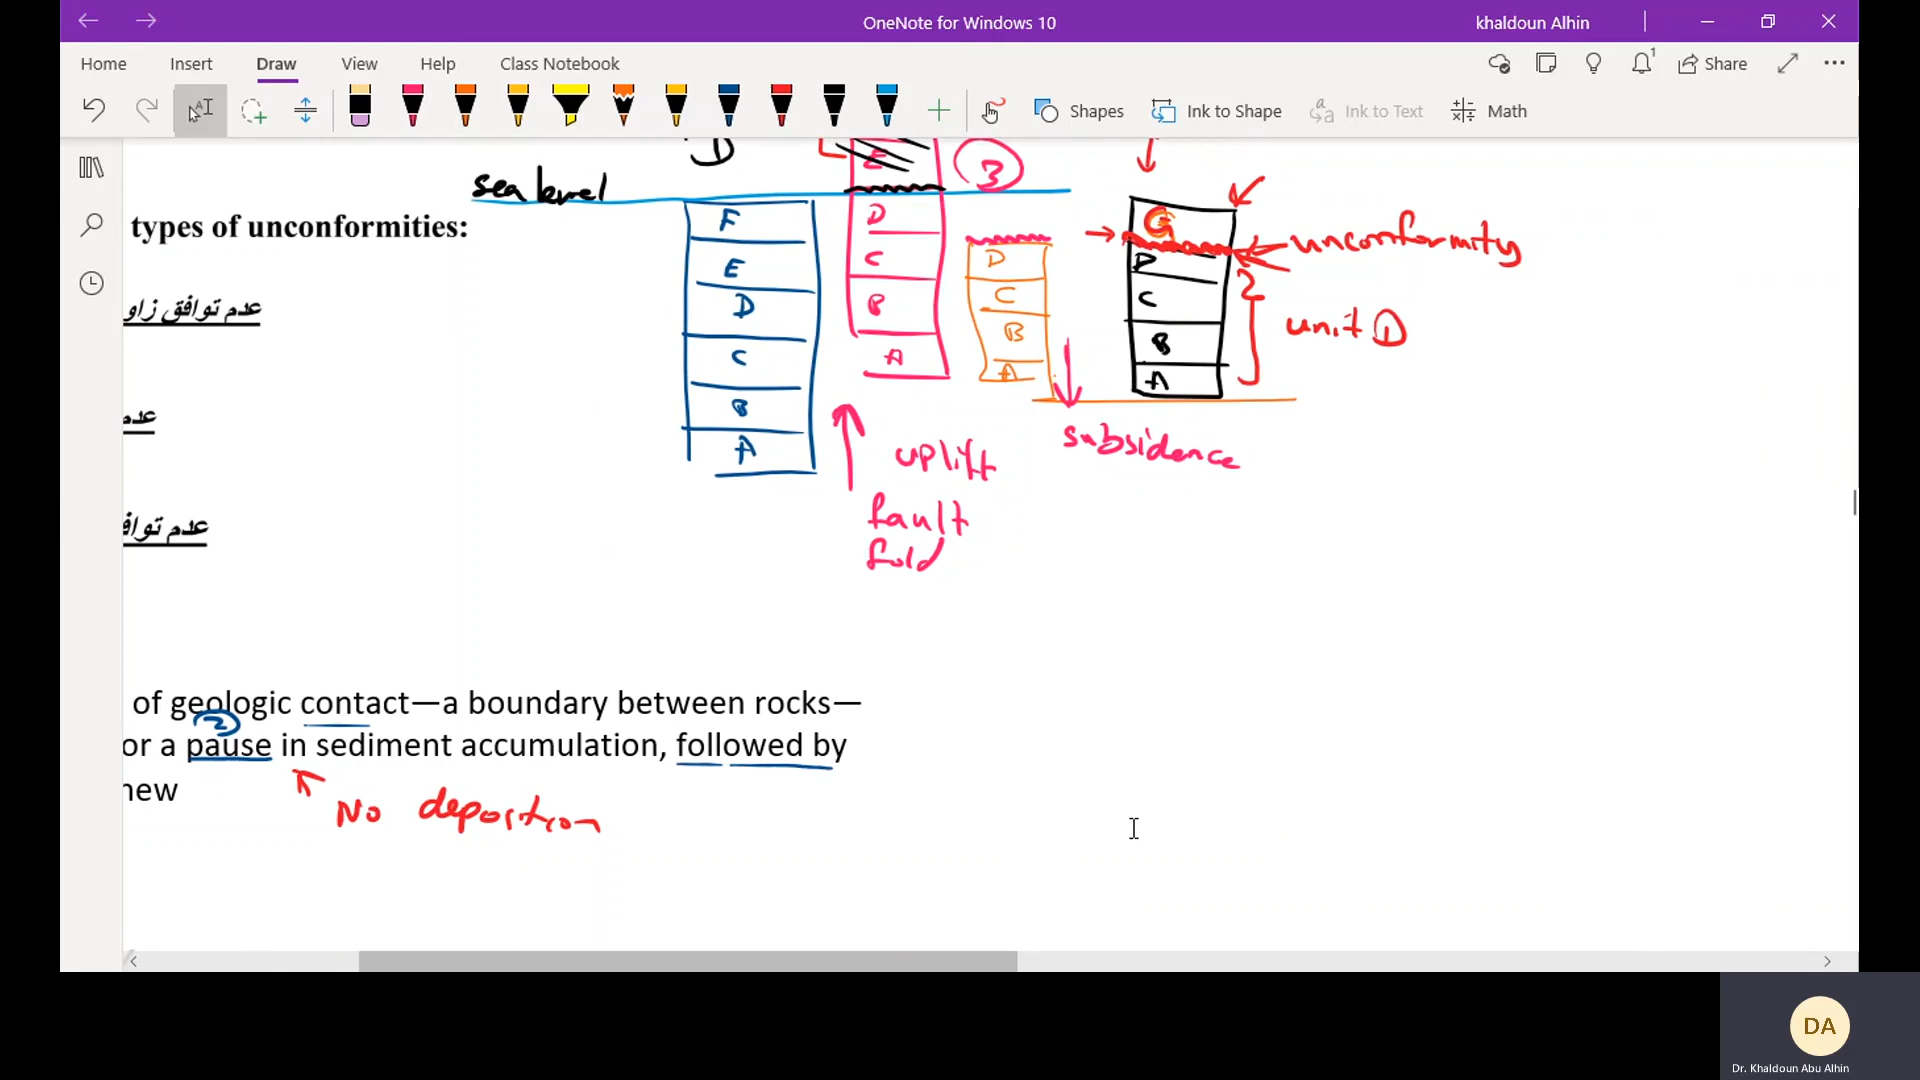 OneNote for Windows 10
khaldoun Alhin
Home Insert Draw View Help Class Notebook
1
Share
Shapes Ink to Shape Ink to Text Math
D
E
3
sea level
types of unconformities:
F
E
D
C
B
A
D
C
B
A
D
C
B
A
G
D
C
B
A
unconformity
unit 1
عدم توافق زاو
عدم
عدم تواف
uplift
fault
fold
subsidence
of geologic contact—a boundary between rocks—
2
or a pause in sediment accumulation, followed by
new
No deposition
DA
Dr. Khaldoun Abu Alhin